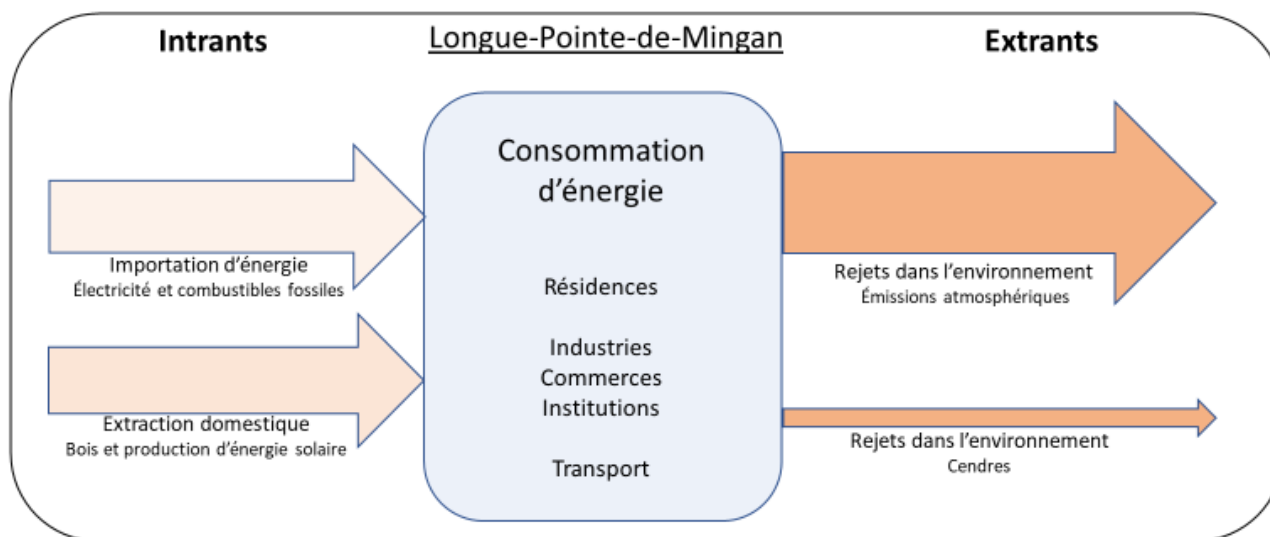 Intrants
Longue-Pointe-de-Mingan
Extrants
Importation d'énergie
Électricité et combustibles fossiles
Extraction domestique
Bois et production d'énergie solaire
Consommation
d'énergie
Résidences
Industries
Commerces
Institutions
Transport
Rejets dans l'environnement
Émissions atmosphériques
Rejets dans l'environnement
Cendres